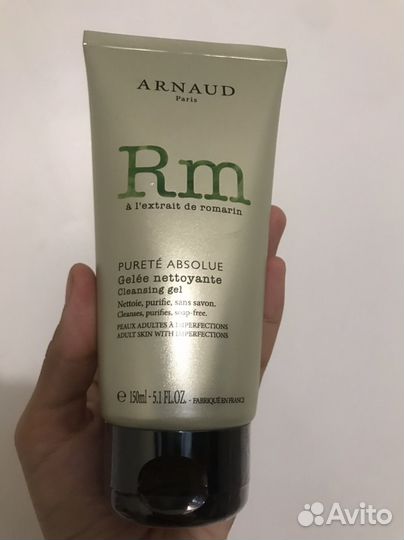 ARNAUD
Paris
Rm
à l'extrait de romarin
PURETÉ ABSOLUE
Gelée nettoyante
Cleansing gel
Nettoie, purifie, sans savon.
Cleanses, purifies, soap-free.
PEAUX ADULTES À IMPERFECTIONS
ADULT SKIN WITH IMPERFECTIONS
℮ 150ml - 5.1 FL.OZ. - FABRIQUÉ EN FRANCE
Avito